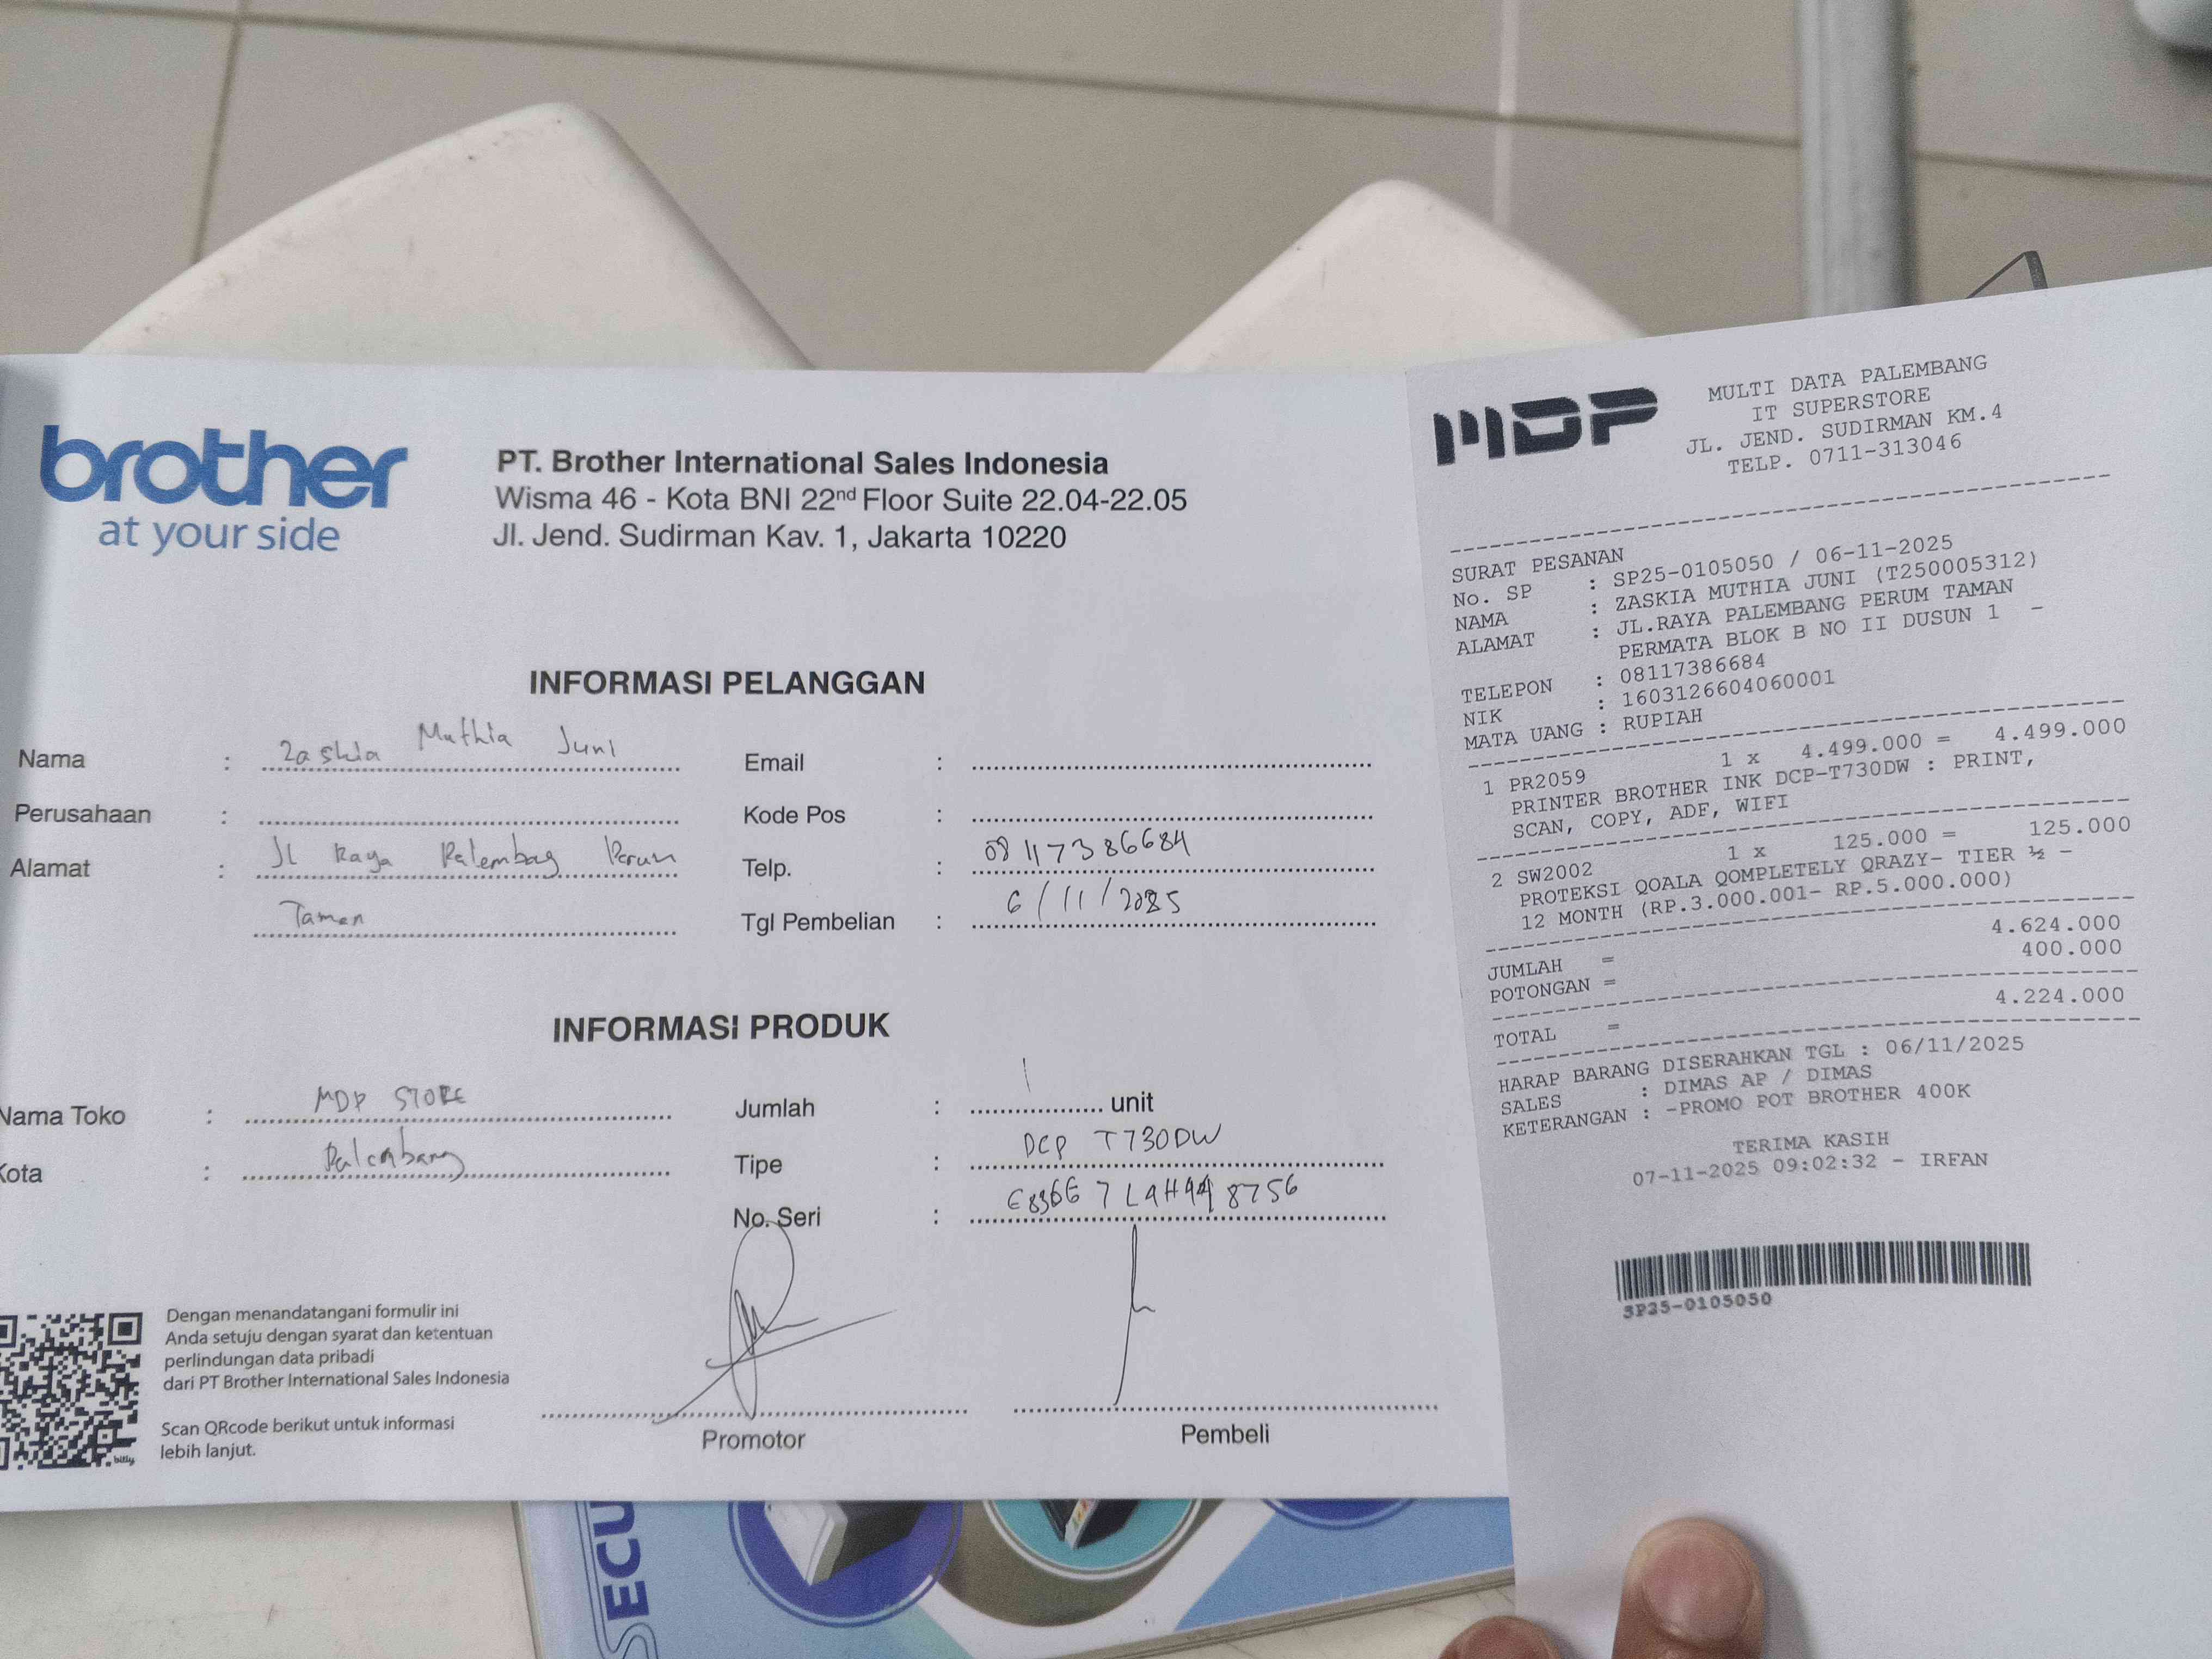 brother
at your side
PT. Brother International Sales Indonesia
Wisma 46 - Kota BNI 22nd Floor Suite 22.04-22.05
Jl. Jend. Sudirman Kav. 1, Jakarta 10220
INFORMASI PELANGGAN
Nama : Zaskia Muthia Juni
Perusahaan :
Alamat : Jl Raya Palembag Perum
Taman
Email :
Kode Pos :
Telp. : 08117386684
Tgl Pembelian : 6/11/2025
INFORMASI PRODUK
Nama Toko : MDP STORE
Kota : Palembang
Jumlah : 1 unit
Tipe : DCP T730DW
No. Seri :
Dengan menandatangani formulir ini
Anda setuju dengan syarat dan ketentuan
perlindungan data pribadi
dari PT Brother International Sales Indonesia
Scan QRcode berikut untuk informasi
lebih lanjut.
bitly
Promotor
Pembeli
SECU
MDP
MULTI DATA PALEMBANG
IT SUPERSTORE
JL. JEND. SUDIRMAN KM.4
TELP. 0711-313046
SURAT PESANAN
No. SP : SP25-0105050 / 06-11-2025
NAMA : ZASKIA MUTHIA JUNI (T250005312)
ALAMAT : JL.RAYA PALEMBANG PERUM TAMAN
PERMATA BLOK B NO II DUSUN 1 -
TELEPON : 08117386684
NIK : 1603126604060001
MATA UANG : RUPIAH
1 PR2059 1 x 4.499.000 = 4.499.000
PRINTER BROTHER INK DCP-T730DW : PRINT,
SCAN, COPY, ADF, WIFI
2 SW2002 1 x 125.000 = 125.000
PROTEKSI QOALA QOMPLETELY QRAZY- TIER ½ -
12 MONTH (RP.3.000.001- RP.5.000.000)
JUMLAH = 4.624.000
POTONGAN = 400.000
TOTAL = 4.224.000
HARAP BARANG DISERAHKAN TGL : 06/11/2025
SALES : DIMAS AP / DIMAS
KETERANGAN : -PROMO POT BROTHER 400K
TERIMA KASIH
07-11-2025 09:02:32 - IRFAN
SP25-0105050